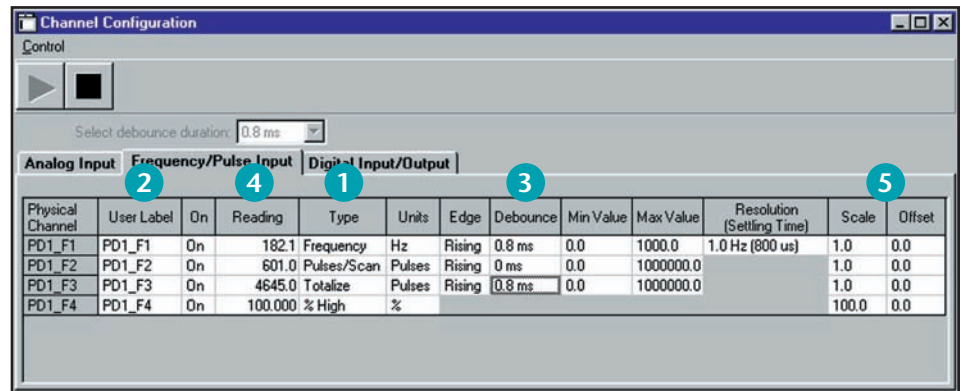 Channel Configuration
Control
Select debounce duration: 0.8 ms
Analog Input Frequency/Pulse Input Digital Input/Output
2 4 1 3 5
Physical Channel User Label On Reading Type Units Edge Debounce Min Value Max Value Resolution (Settling Time) Scale Offset
PD1_F1 PD1_F1 On 182.1 Frequency Hz Rising 0.8 ms 0.0 1000.0 1.0 Hz (800 us) 1.0 0.0
PD1_F2 PD1_F2 On 601.0 Pulses/Scan Pulses Rising 0 ms 0.0 1000000.0 1.0 0.0
PD1_F3 PD1_F3 On 4645.0 Totalize Pulses Rising 0.8 ms 0.0 1000000.0 1.0 0.0
PD1_F4 PD1_F4 On 100.000 % High % 100.0 0.0